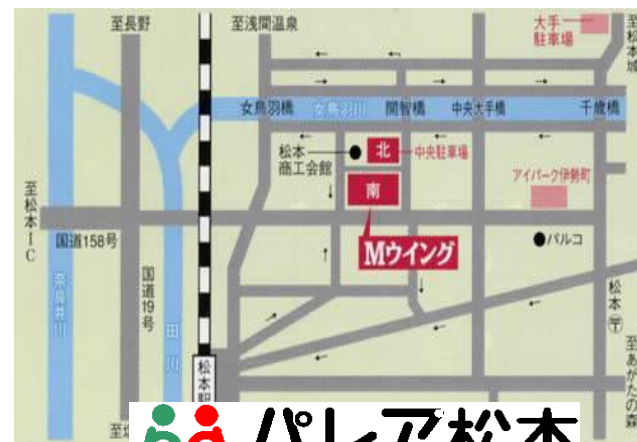 至長野
至浅間温泉
大手
駐車場
至松本城
女鳥羽橋
女鳥羽川
開智橋
中央大手橋
千歳橋
松本
商工会館
北
中央駐車場
南
アイパーク伊勢町
至松本IC
国道158号
Mウイング
パルコ
奈良井川
国道19号
田川
松本〒
至あがたの森
松本駅
パレア松本